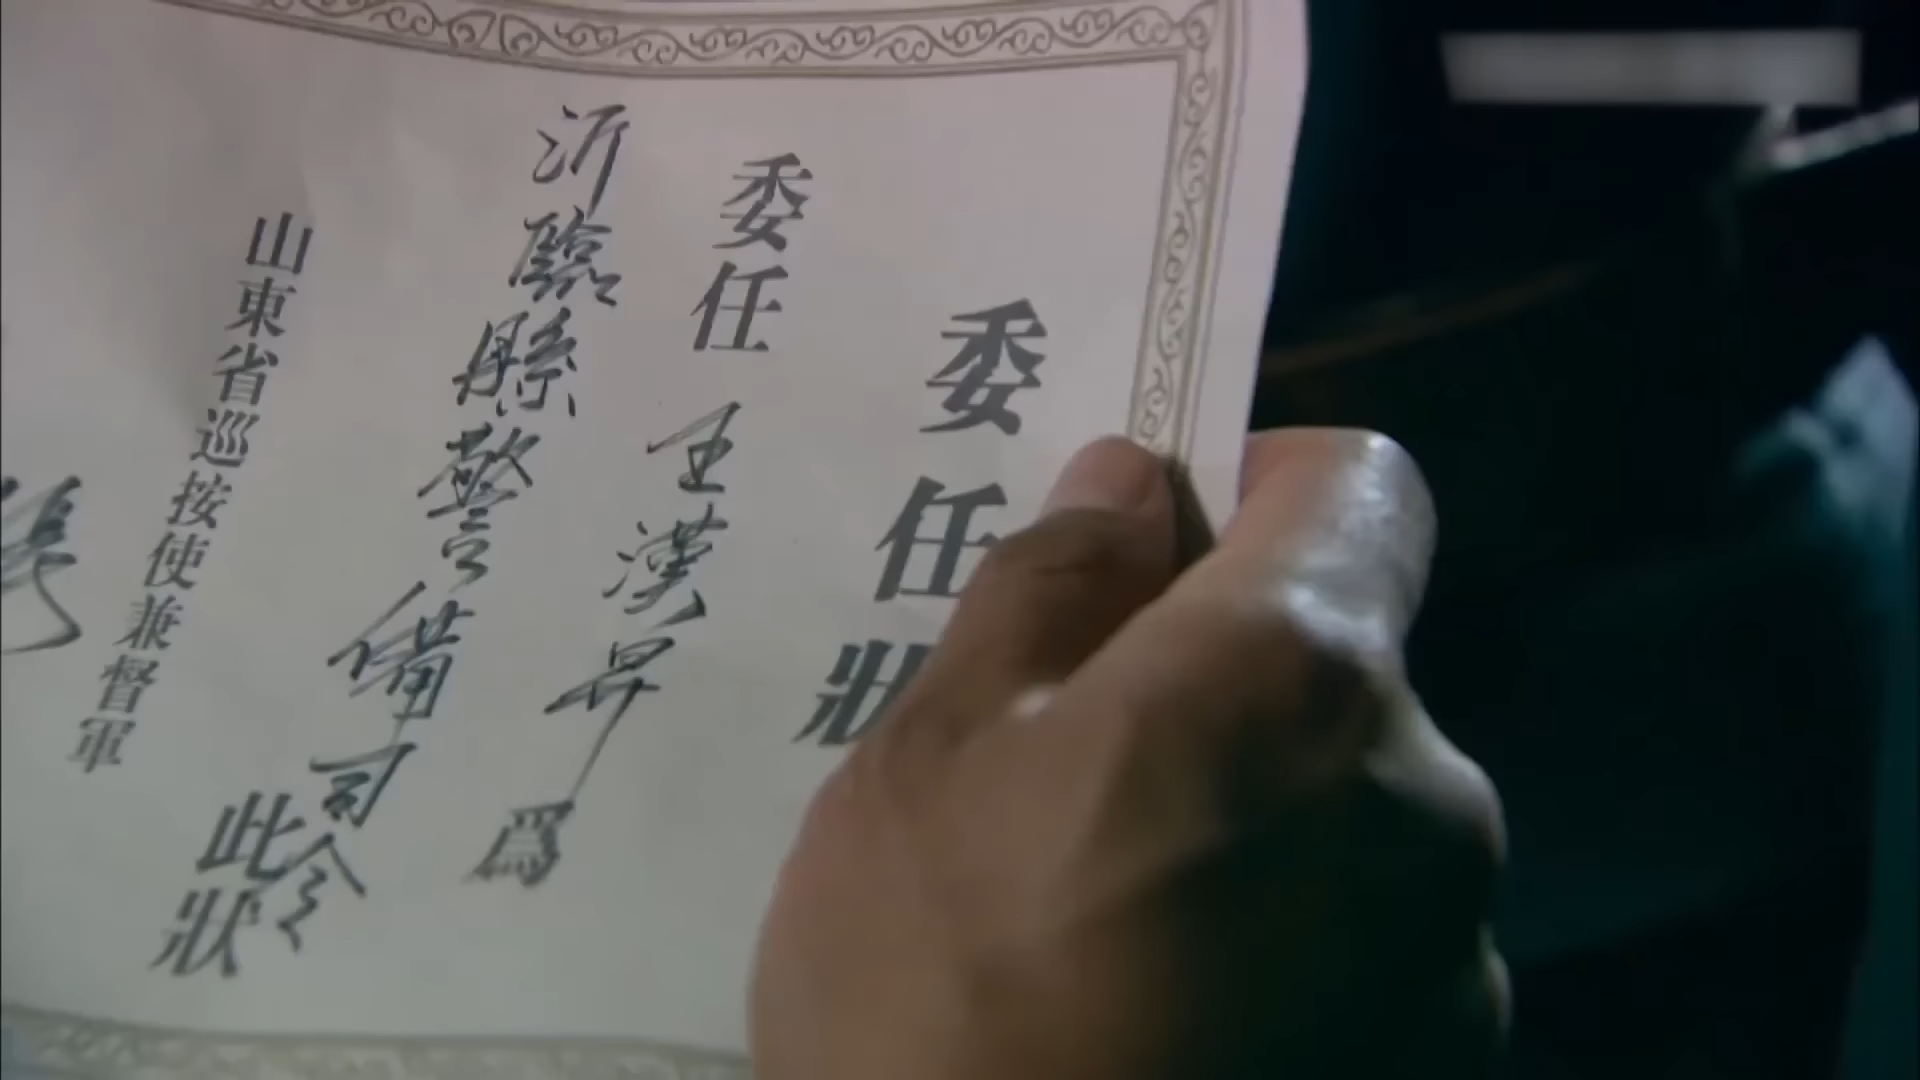 委任狀
委任 王漢昇 爲
沂臨縣警備司令
此狀
山東省巡按使兼督軍